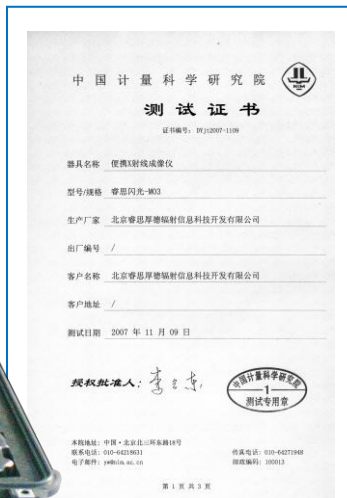 中国计量科学研究院
NIM
测试证书
证书编号: DYjz2007-1109
器具名称 便携X射线成像仪
型号/规格 睿思闪光-M03
生产厂家 北京睿思厚德辐射信息科技开发有限公司
出厂编号 /
客户名称 北京睿思厚德辐射信息科技开发有限公司
客户地址 /
测试日期 2007 年 11 月 09 日
授权批准人:
中国计量科学研究院
1
测试专用章
本院地址: 中国·北京北三环东路18号
联系电话: 010-64218631 传真电话: 010-64271948
电子邮件: yw@nim.ac.cn 邮政编码: 100013
第 1 页 共 3 页